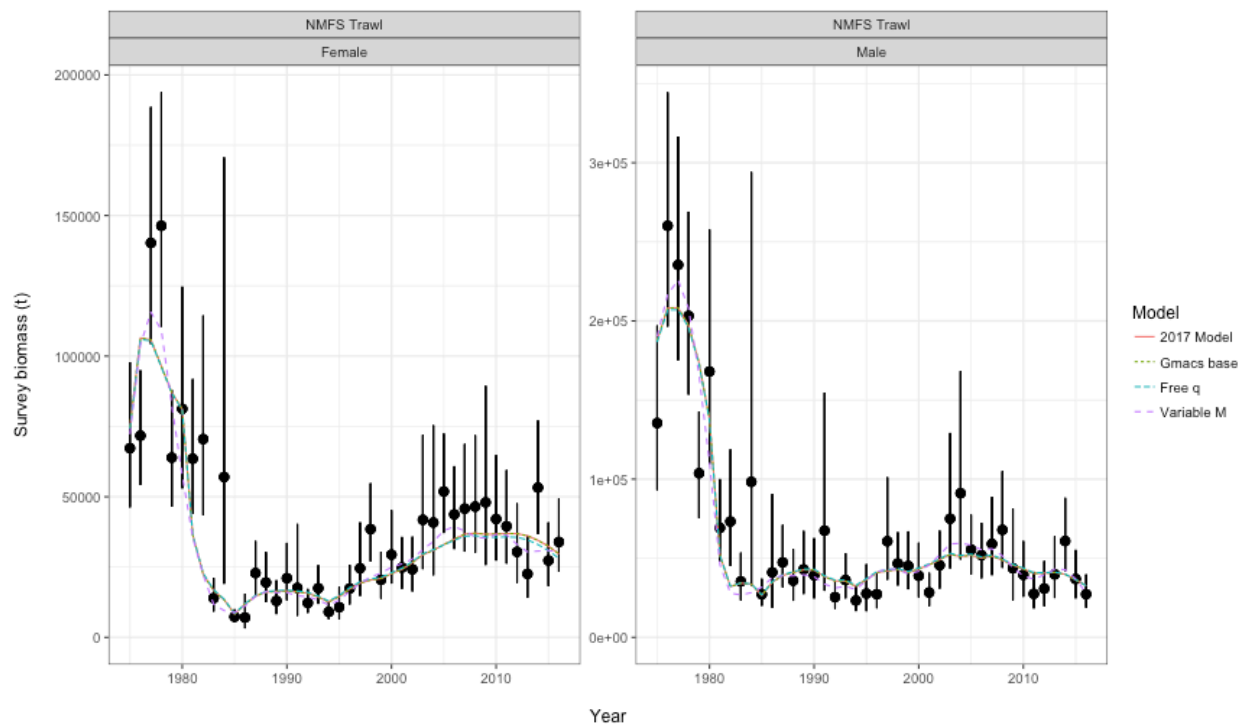 NMFS Trawl
Female
NMFS Trawl
Male
Survey biomass (t)
200000
150000
100000
50000
0
3e+05
2e+05
1e+05
0e+00
1980
1990
2000
2010
1980
1990
2000
2010
Year
Model
2017 Model
Gmacs base
Free q
Variable M